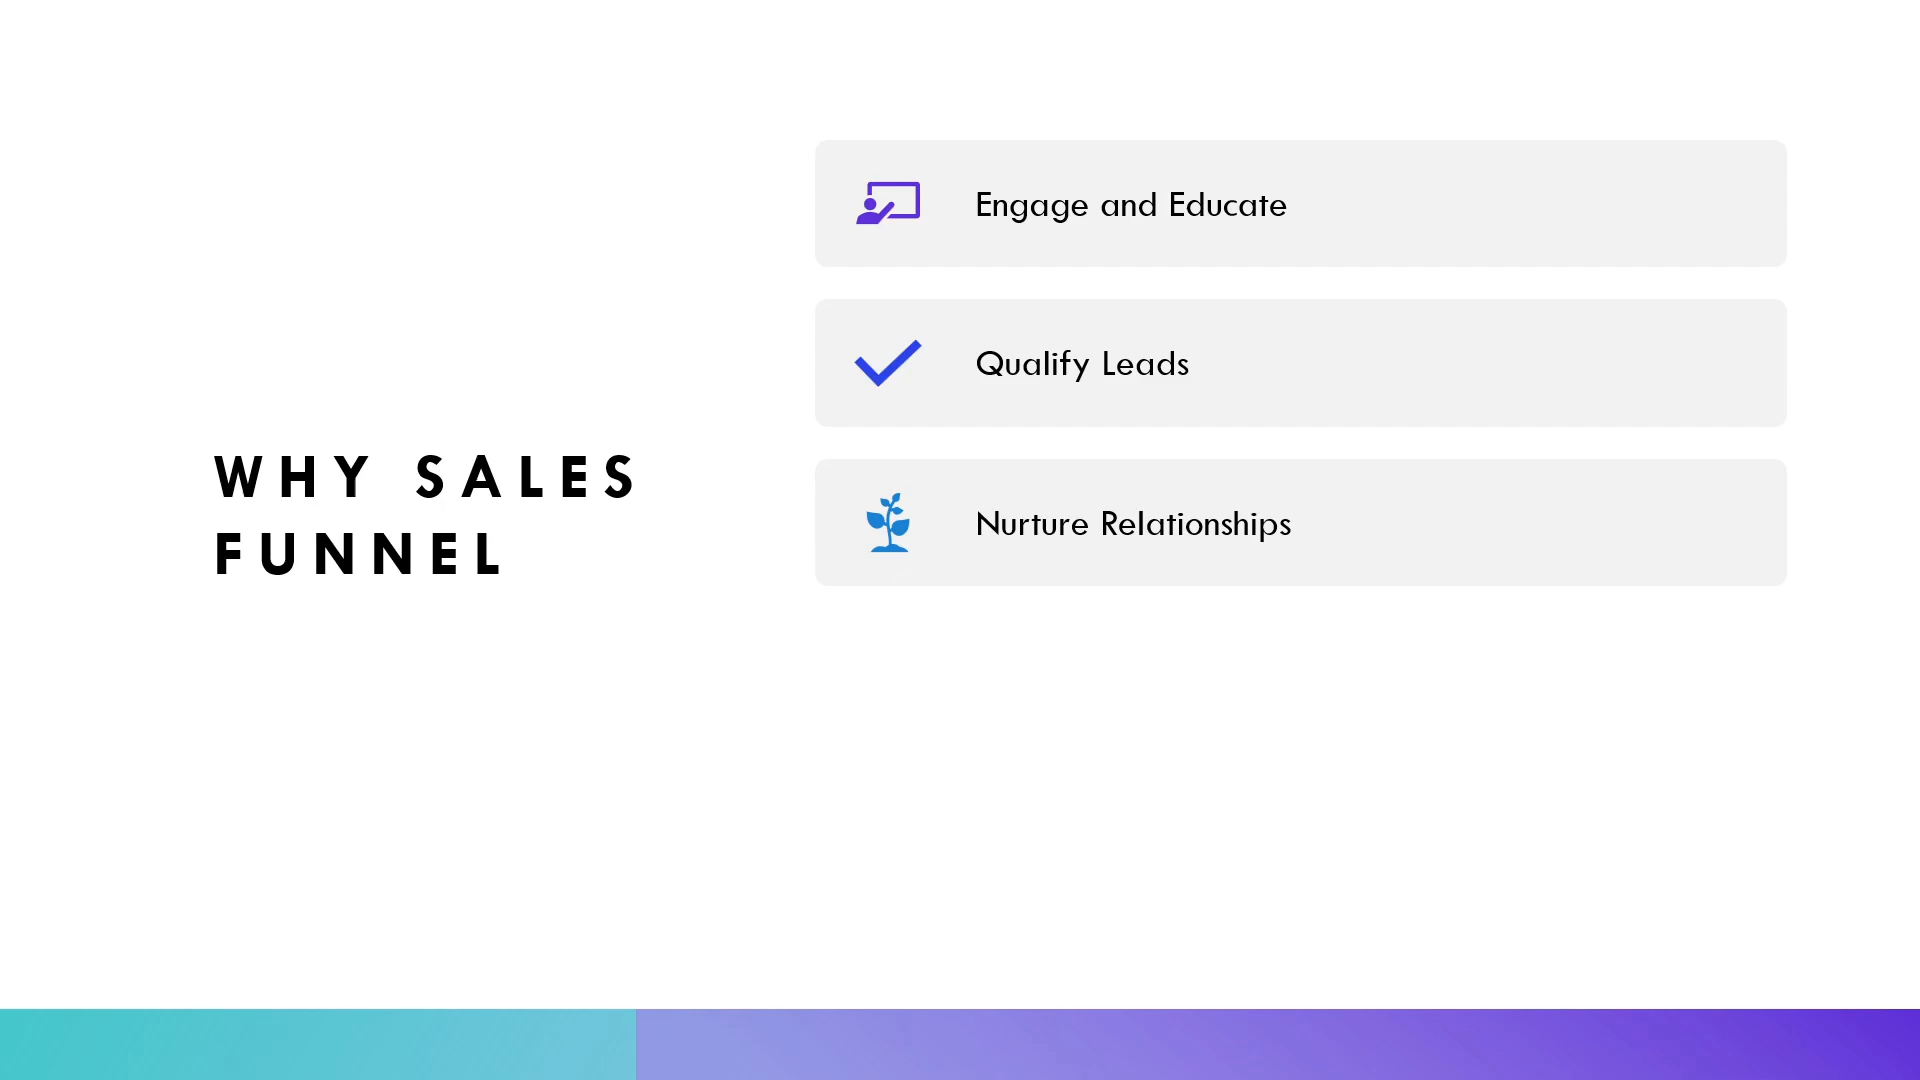 WHY SALES
FUNNEL
Engage and Educate
Qualify Leads
Nurture Relationships